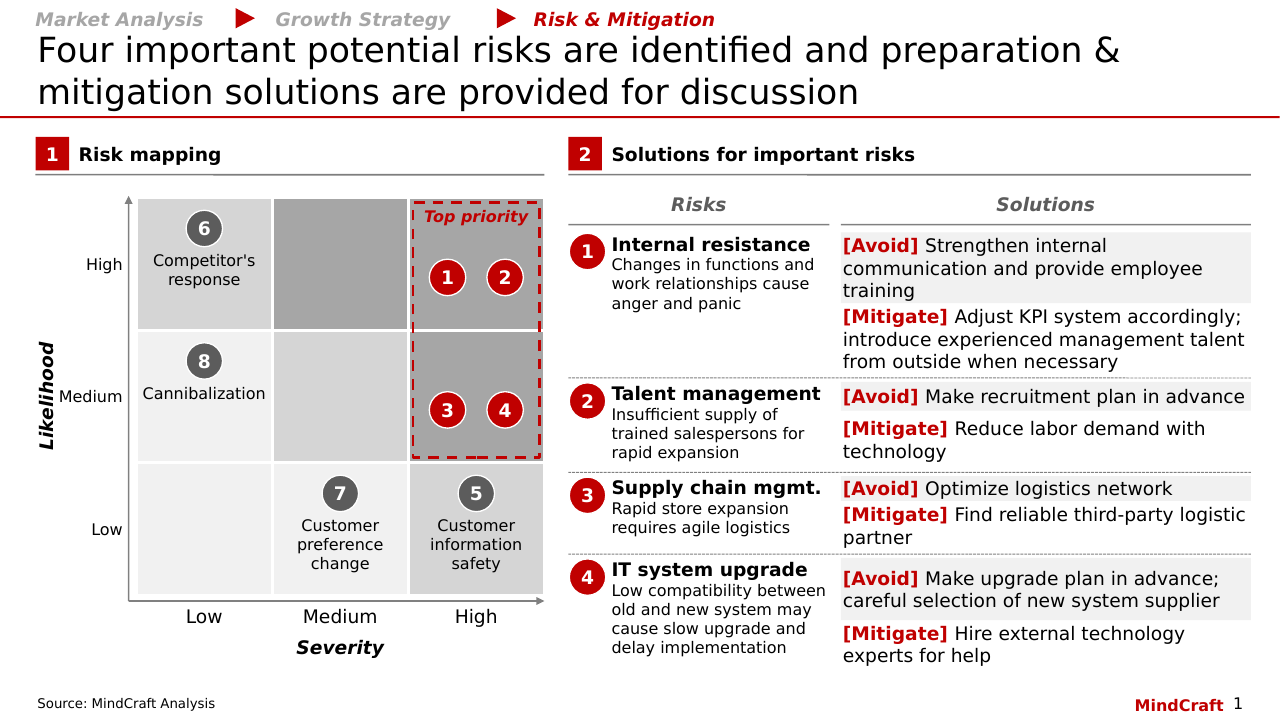 Market Analysis
Growth Strategy
Risk & Mitigation
Four important potential risks are identified and preparation &
mitigation solutions are provided for discussion
1
Risk mapping
Likelihood
High
Medium
Low
6
Competitor's
response
Top priority
1
2
8
Cannibalization
3
4
7
Customer
preference
change
5
Customer
information
safety
Low
Medium
High
Severity
2
Solutions for important risks
Risks
Solutions
1
Internal resistance
Changes in functions and
work relationships cause
anger and panic
[Avoid] Strengthen internal
communication and provide employee
training
[Mitigate] Adjust KPI system accordingly;
introduce experienced management talent
from outside when necessary
2
Talent management
Insufficient supply of
trained salespersons for
rapid expansion
[Avoid] Make recruitment plan in advance
[Mitigate] Reduce labor demand with
technology
3
Supply chain mgmt.
Rapid store expansion
requires agile logistics
[Avoid] Optimize logistics network
[Mitigate] Find reliable third-party logistic
partner
4
IT system upgrade
Low compatibility between
old and new system may
cause slow upgrade and
delay implementation
[Avoid] Make upgrade plan in advance;
careful selection of new system supplier
[Mitigate] Hire external technology
experts for help
Source: MindCraft Analysis
MindCraft 1